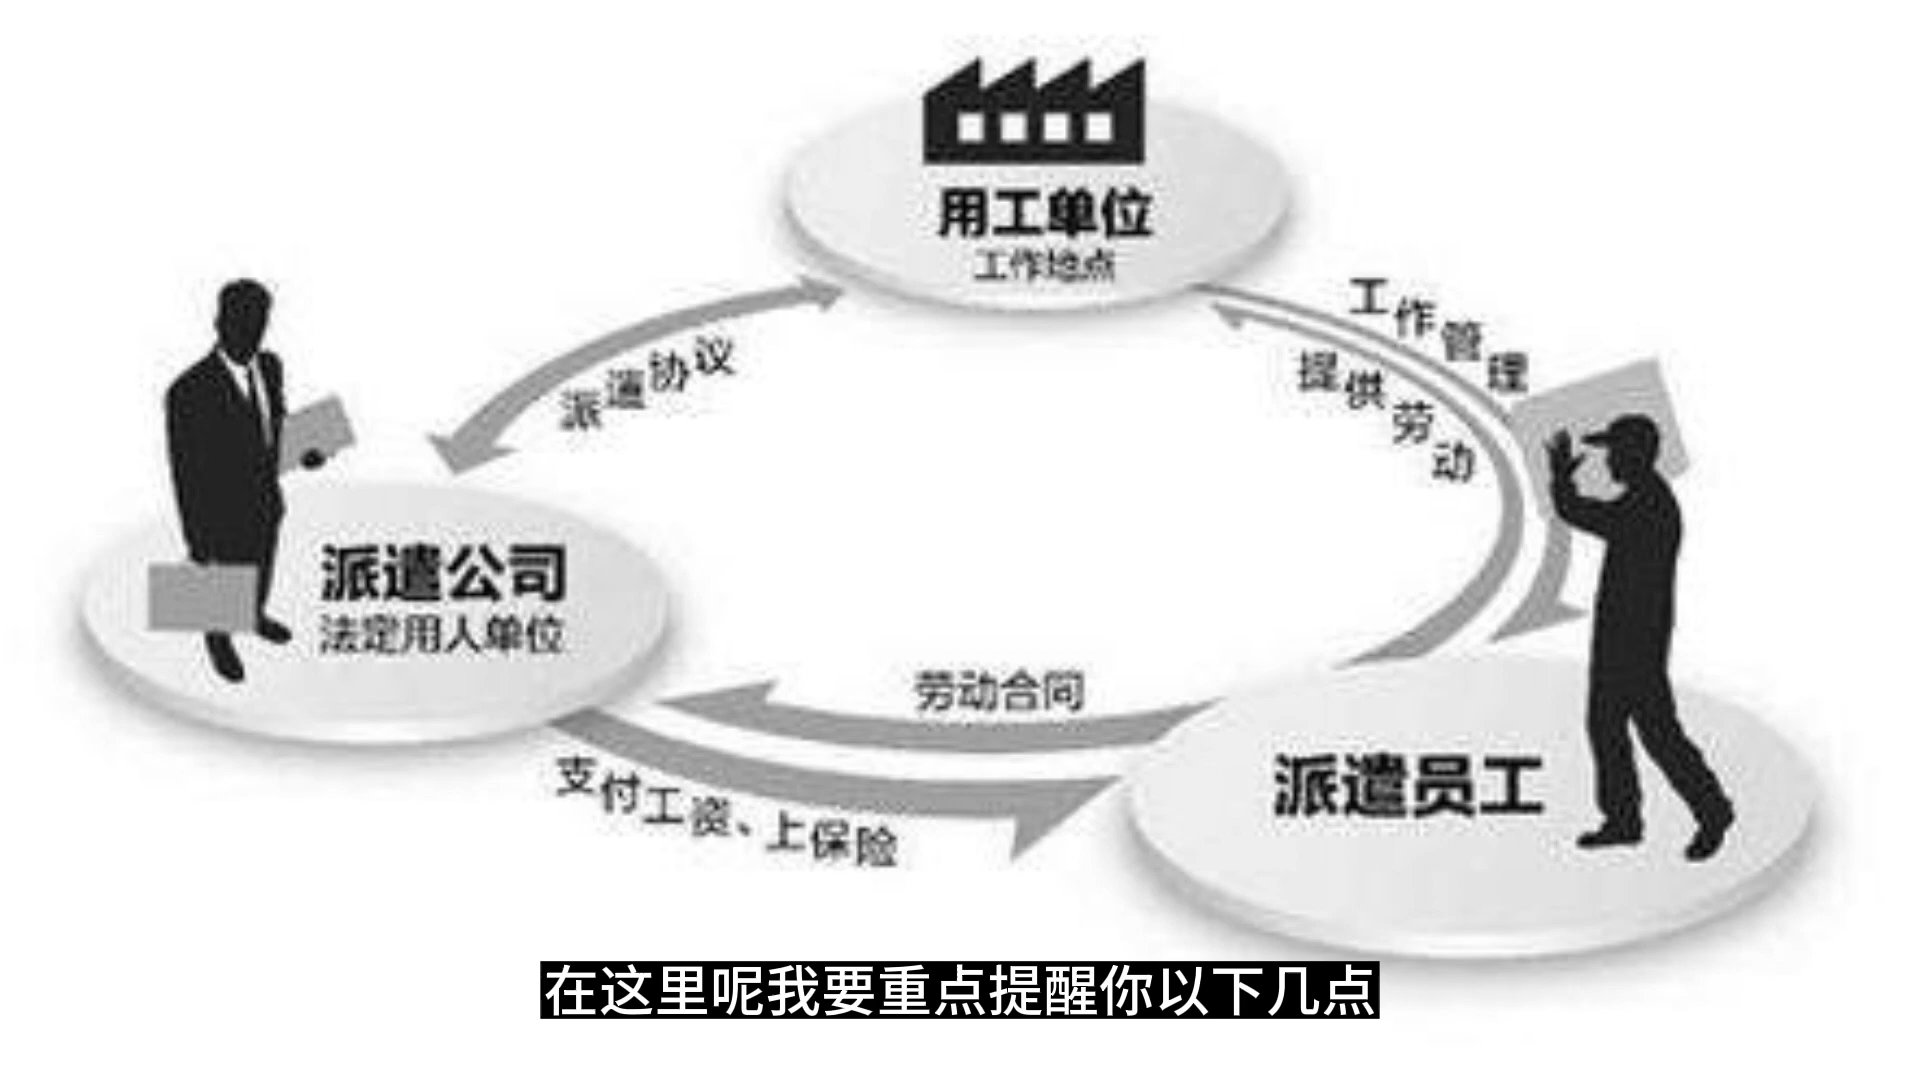 用工单位
工作地点
工作管理
提供劳动
派遣协议
派遣公司
法定用人单位
劳动合同
支付工资、上保险
派遣员工
在这里呢我要重点提醒你以下几点